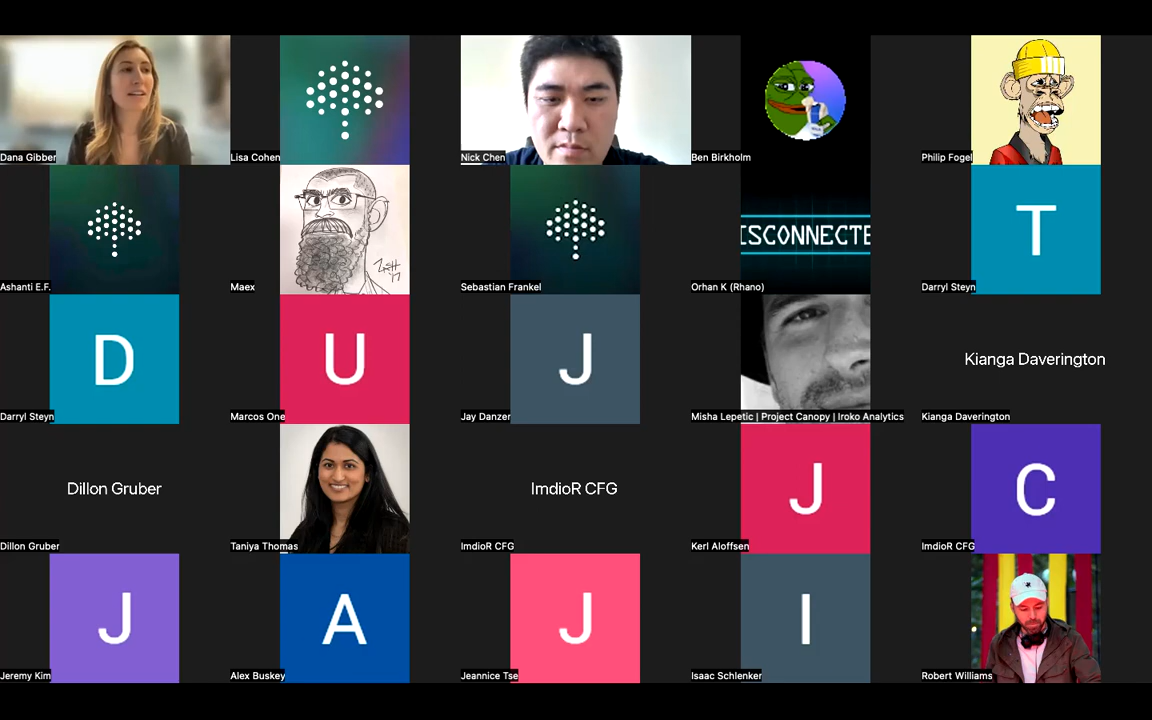 Dana Gibber
Lisa Cohen
Nick Chen
Ben Birkholm
Philip Fogel
ZASH
'17
ISCONNECTE
T
Ashanti E.F.
Maex
Sebastian Frankel
Orhan K (Rhano)
Darryl Steyn
D
U
J
Kianga Daverington
Darryl Steyn
Marcos One
Jay Danzer
Misha Lepetic | Project Canopy | Iroko Analytics
Kianga Daverington
Dillon Gruber
ImdioR CFG
J
C
Dillon Gruber
Taniya Thomas
ImdioR CFG
Kerl Aloffsen
ImdioR CFG
J
A
J
I
Jeremy Kim
Alex Buskey
Jeannice Tse
Isaac Schlenker
Robert Williams